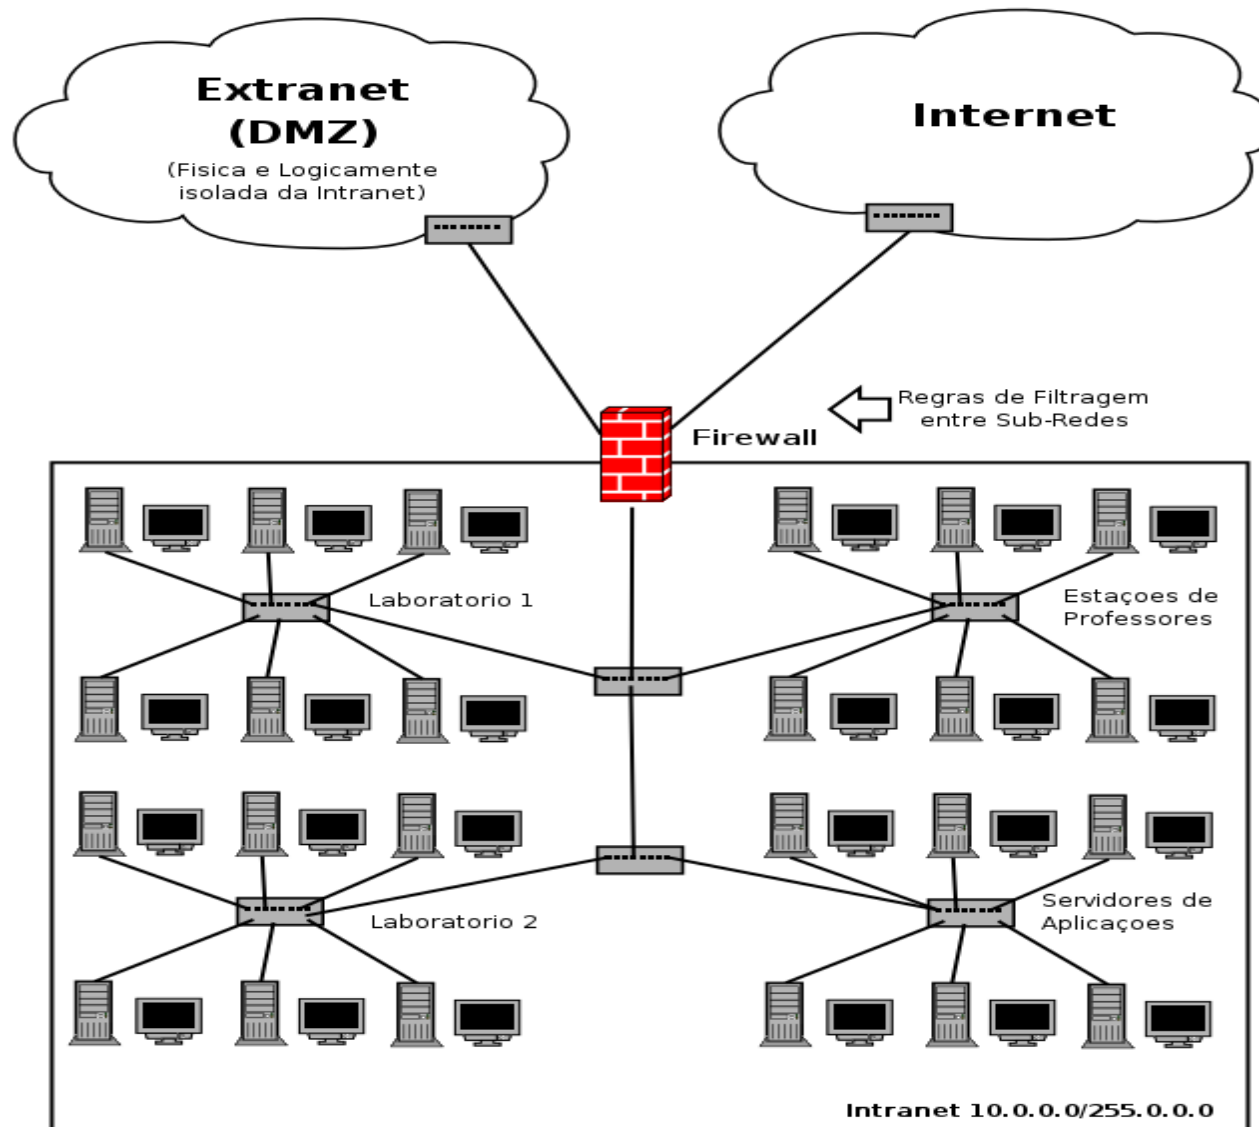 Extranet
(DMZ)
(Fisica e Logicamente
isolada da Intranet)
Internet
Regras de Filtragem
entre Sub-Redes
Firewall
Laboratorio 1
Estaçoes de
Professores
Laboratorio 2
Servidores de
Aplicaçoes
Intranet 10.0.0.0/255.0.0.0